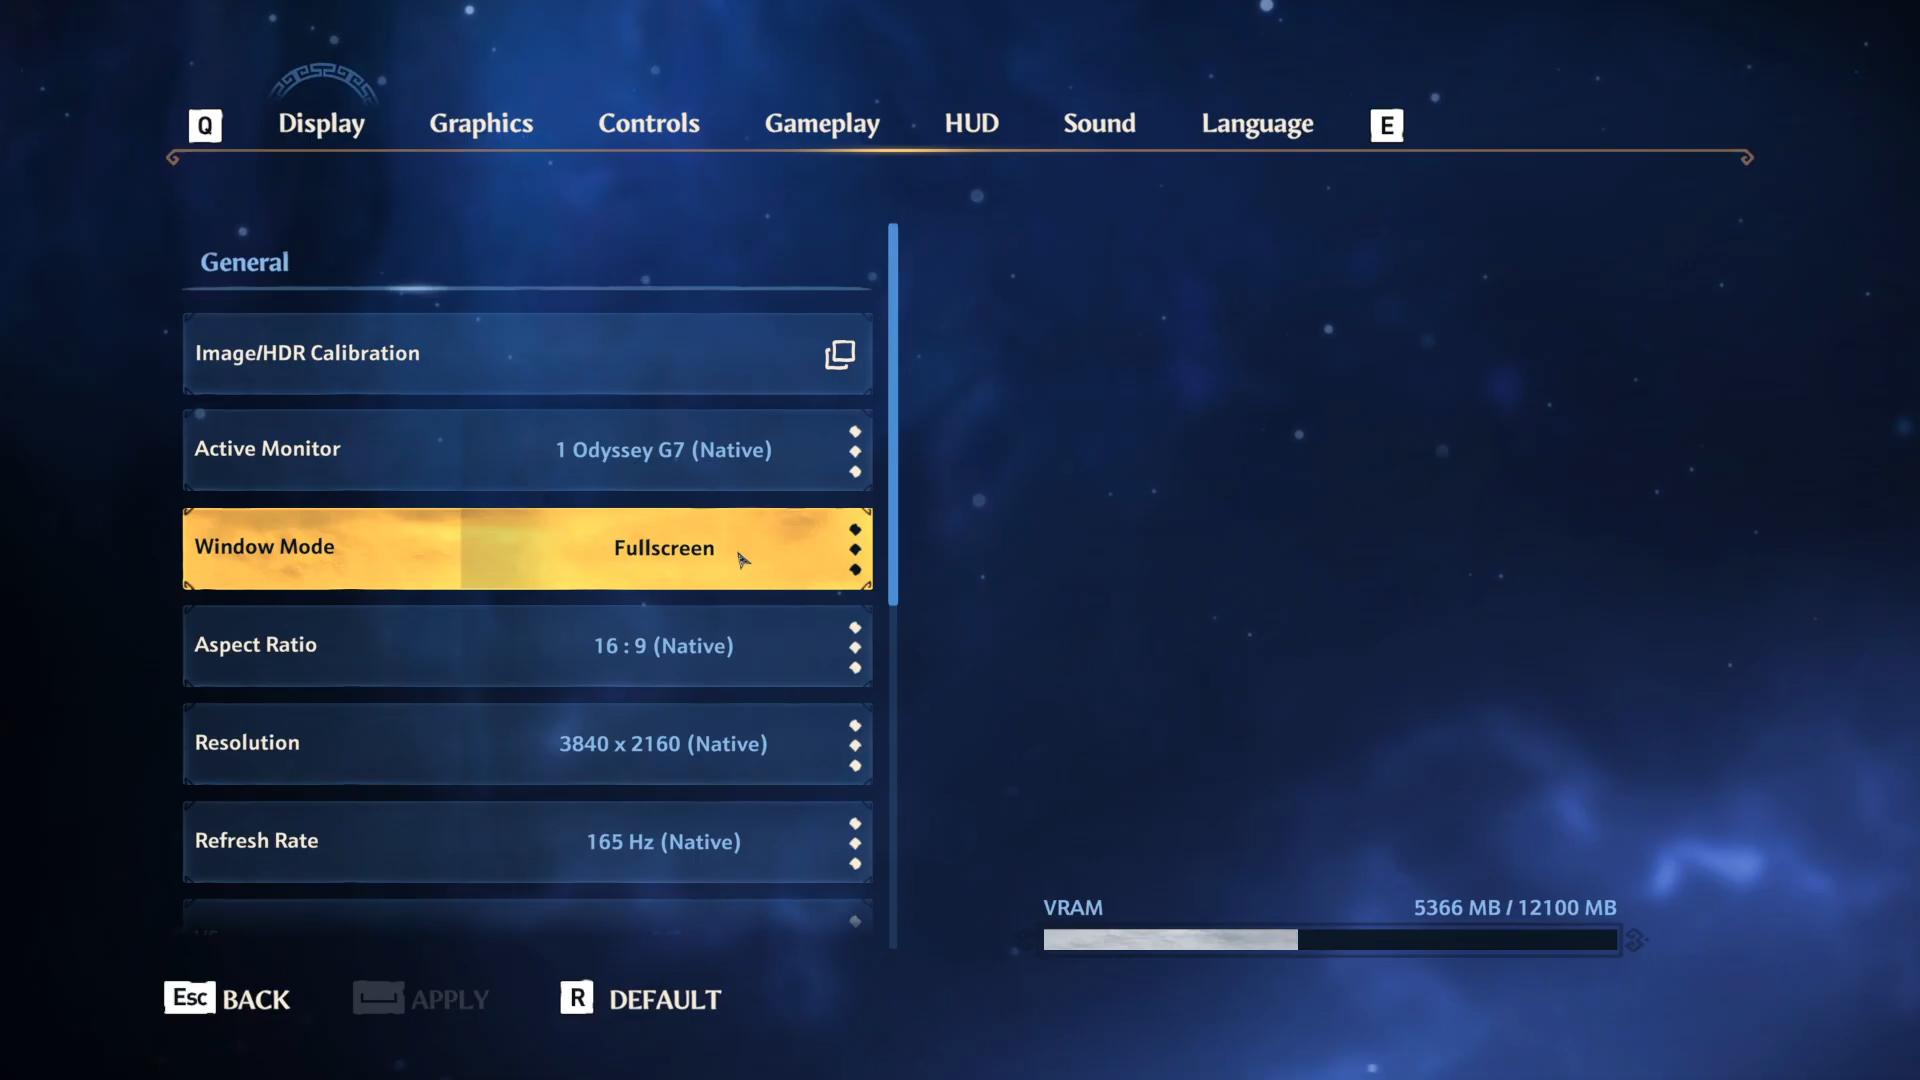 Q Display Graphics Controls Gameplay HUD Sound Language E
General
Image/HDR Calibration
Active Monitor 1 Odyssey G7 (Native)
Window Mode Fullscreen
Aspect Ratio 16 : 9 (Native)
Resolution 3840 x 2160 (Native)
Refresh Rate 165 Hz (Native)
VRAM 5366 MB / 12100 MB
Esc BACK APPLY R DEFAULT